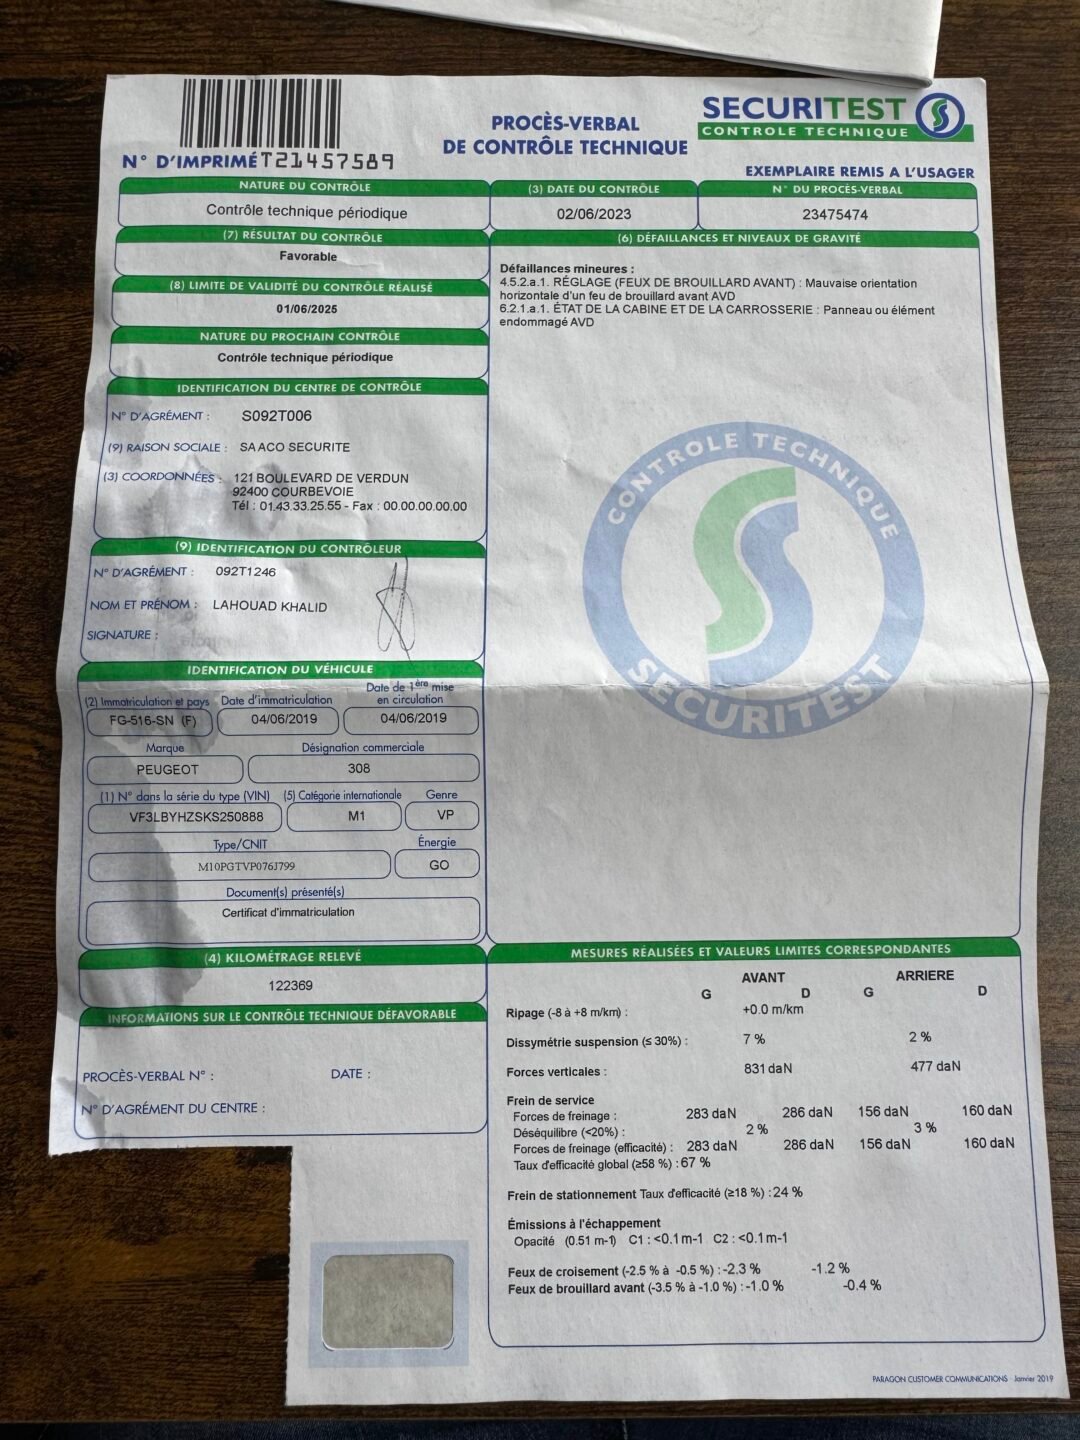 N° D'IMPRIMÉ T21457589
PROCÈS-VERBAL
DE CONTRÔLE TECHNIQUE
SECURITEST
CONTROLE TECHNIQUE
EXEMPLAIRE REMIS A L'USAGER
NATURE DU CONTRÔLE
Contrôle technique périodique
(3) DATE DU CONTRÔLE
02/06/2023
N° DU PROCÈS-VERBAL
23475474
(7) RÉSULTAT DU CONTRÔLE
Favorable
(8) LIMITE DE VALIDITÉ DU CONTRÔLE RÉALISÉ
01/06/2025
NATURE DU PROCHAIN CONTRÔLE
Contrôle technique périodique
IDENTIFICATION DU CENTRE DE CONTRÔLE
N° D'AGRÉMENT : S092T006
(9) RAISON SOCIALE : SAACO SECURITE
(3) COORDONNÉES : 121 BOULEVARD DE VERDUN
92400 COURBEVOIE
Tél : 01.43.33.25.55 - Fax : 00.00.00.00.00
(9) IDENTIFICATION DU CONTRÔLEUR
N° D'AGRÉMENT : 092T1246
NOM ET PRÉNOM : LAHOUAD KHALID
SIGNATURE :
IDENTIFICATION DU VÉHICULE
(2) Immatriculation et pays Date d'immatriculation Date de 1ère mise
en circulation
FG-516-SN (F) 04/06/2019 04/06/2019
Marque Désignation commerciale
PEUGEOT 308
(1) N° dans la série du type (VIN) (5) Catégorie internationale Genre
VF3LBYHZSKS250888 M1 VP
Type/CNIT Énergie
M10PGTVP076J799 GO
Document(s) présenté(s)
Certificat d'immatriculation
(4) KILOMÉTRAGE RELEVÉ
122369
INFORMATIONS SUR LE CONTRÔLE TECHNIQUE DÉFAVORABLE
PROCÈS-VERBAL N° : DATE :
N° D'AGRÉMENT DU CENTRE :
(6) DÉFAILLANCES ET NIVEAUX DE GRAVITÉ
Défaillances mineures :
4.5.2.a.1. RÉGLAGE (FEUX DE BROUILLARD AVANT) : Mauvaise orientation
horizontale d'un feu de brouillard avant AVD
6.2.1.a.1. ÉTAT DE LA CABINE ET DE LA CARROSSERIE : Panneau ou élément
endommagé AVD
CONTROLE TECHNIQUE
SECURITEST
MESURES RÉALISÉES ET VALEURS LIMITES CORRESPONDANTES
AVANT ARRIERE
G D G D
Ripage (-8 à +8 m/km) : +0.0 m/km
Dissymétrie suspension (≤ 30%) : 7 % 2 %
Forces verticales : 831 daN 477 daN
Frein de service
Forces de freinage : 283 daN 286 daN 156 daN 160 daN
Déséquilibre (<20%) : 2 % 3 %
Forces de freinage (efficacité) : 283 daN 286 daN 156 daN 160 daN
Taux d'efficacité global (≥58 %) : 67 %
Frein de stationnement Taux d'efficacité (≥18 %) : 24 %
Émissions à l'échappement
Opacité (0.51 m-1) C1 : <0.1 m-1 C2 : <0.1 m-1
Feux de croisement (-2.5 % à -0.5 %) : -2.3 % -1.2 %
Feux de brouillard avant (-3.5 % à -1.0 %) : -1.0 % -0.4 %
PARAGON CUSTOMER COMMUNICATIONS - Janvier 2019